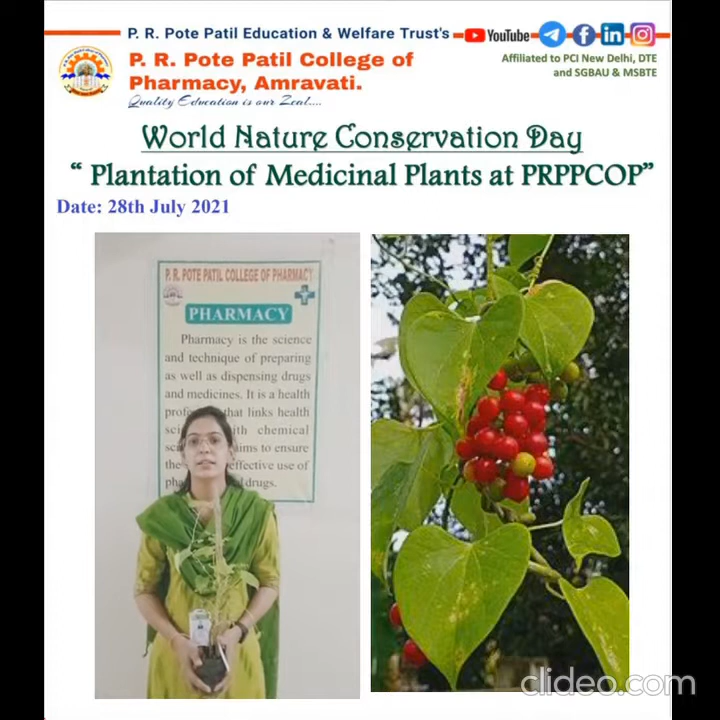 P. R. Pote Patil Education & Welfare Trust's
YouTube
P. R. Pote Patil College of
Pharmacy, Amravati.
Quality Education is our Zeal....
Affiliated to PCI New Delhi, DTE
and SGBAU & MSBTE
World Nature Conservation Day
“ Plantation of Medicinal Plants at PRPPCOP”
Date: 28th July 2021
P. R. POTE PATIL COLLEGE OF PHARMACY
PHARMACY
Pharmacy is the science
and technique of preparing
as well as dispensing drugs
and medicines. It is a health
that links health
with chemical
aims to ensure
the effective use of
drugs.
clideo.com